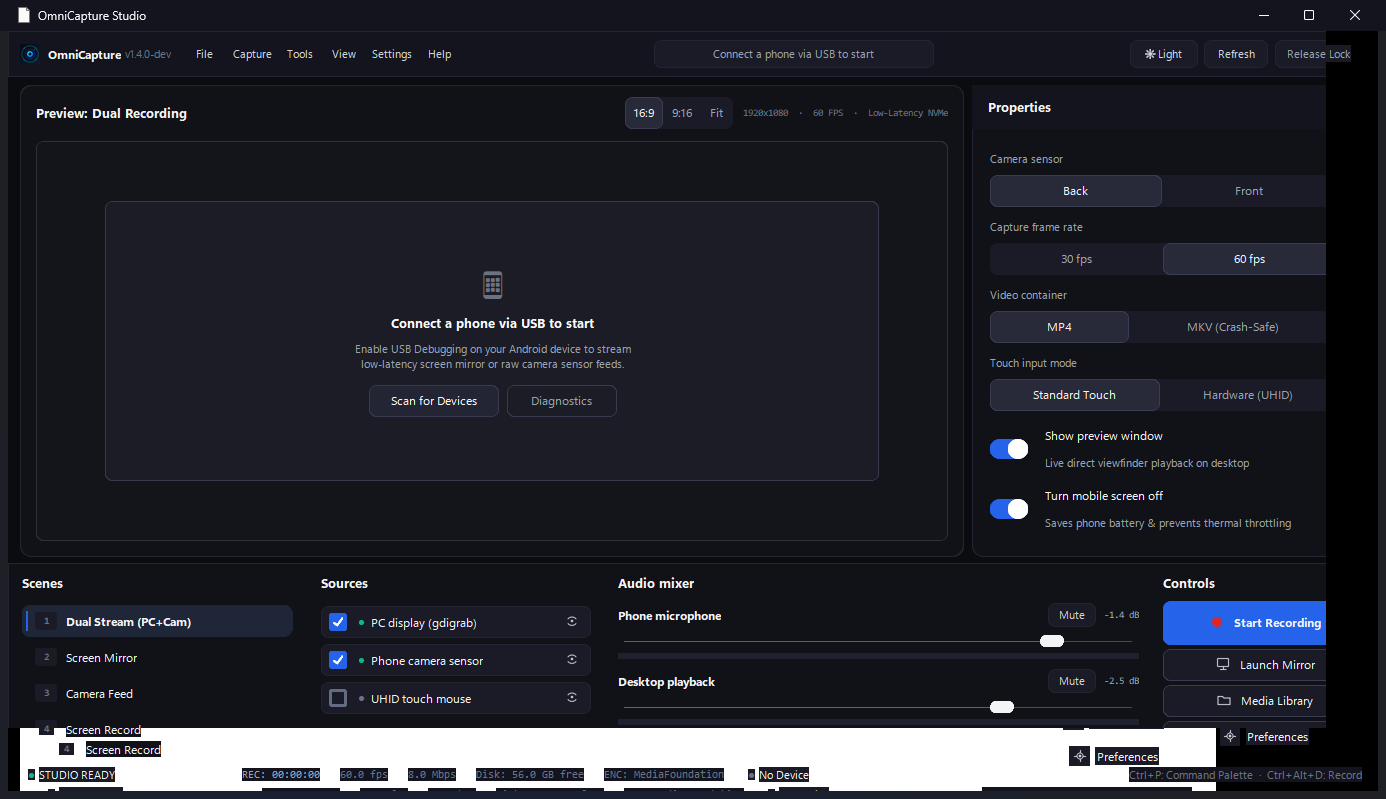 OmniCapture Studio
OmniCapture v1.4.0-dev File Capture Tools View Settings Help Connect a phone via USB to start Light Refresh Release Lock
Preview: Dual Recording 16:9 9:16 Fit 1920x1080 · 60 FPS · Low-Latency NVMe
Connect a phone via USB to start
Enable USB Debugging on your Android device to stream
low-latency screen mirror or raw camera sensor feeds.
Scan for Devices Diagnostics
Properties
Camera sensor
Back Front
Capture frame rate
30 fps 60 fps
Video container
MP4 MKV (Crash-Safe)
Touch input mode
Standard Touch Hardware (UHID)
Show preview window
Live direct viewfinder playback on desktop
Turn mobile screen off
Saves phone battery & prevents thermal throttling
Scenes
1 Dual Stream (PC+Cam)
2 Screen Mirror
3 Camera Feed
4 Screen Record
4 Screen Record
Sources
PC display (gdigrab)
Phone camera sensor
UHID touch mouse
Audio mixer
Phone microphone Mute -1.4 dB
Desktop playback Mute -2.5 dB
Controls
Start Recording
Launch Mirror
Media Library
Preferences
Preferences
STUDIO READY REC: 00:00:00 60.0 fps 8.0 Mbps Disk: 56.0 GB free ENC: MediaFoundation No Device Ctrl+P: Command Palette · Ctrl+Alt+D: Record